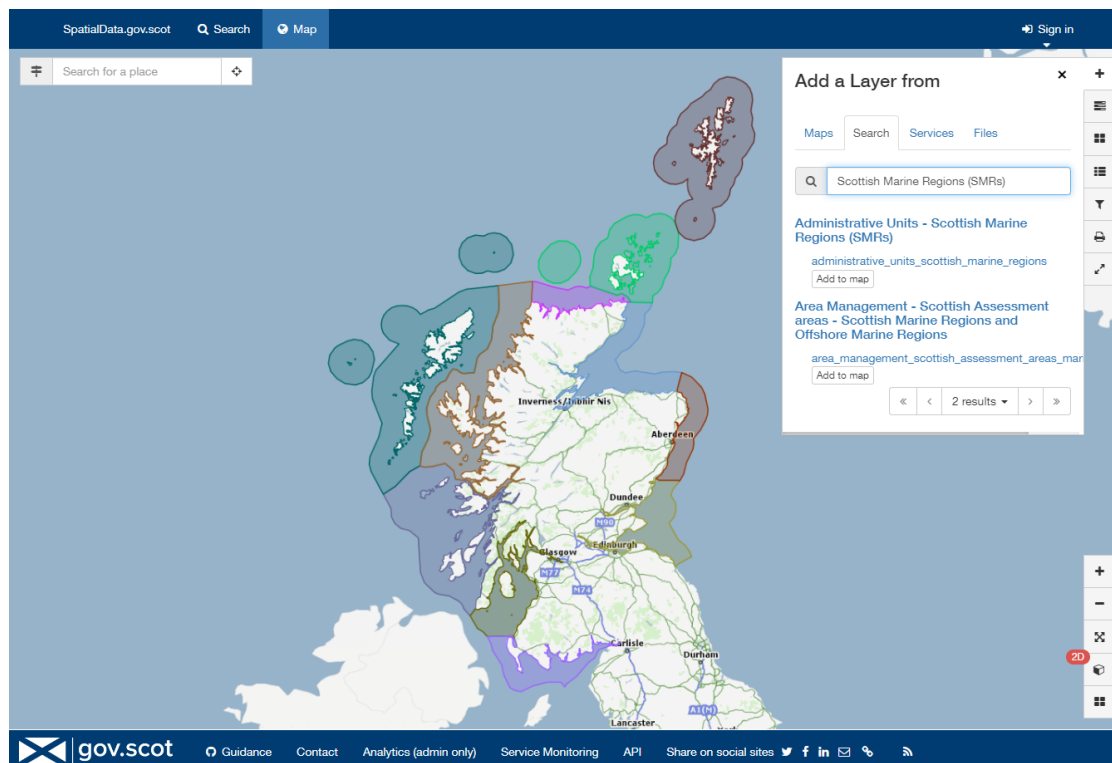 SpatialData.gov.scot
Search
Map
Sign in
Search for a place
Add a Layer from
×
Maps
Search
Services
Files
Scottish Marine Regions (SMRs)
Administrative Units - Scottish Marine
Regions (SMRs)
administrative_units_scottish_marine_regions
Add to map
Area Management - Scottish Assessment
areas - Scottish Marine Regions and
Offshore Marine Regions
area_management_scottish_assessment_areas_mar
Add to map
« ‹ 2 results › »
Inverness/Inbhir Nis
Aberdeen
Dundee
M90
Edinburgh
Glasgow
M77
M74
Carlisle
Durham
A1(M)
Lancaster
2D
gov.scot
Guidance
Contact
Analytics (admin only)
Service Monitoring
API
Share on social sites